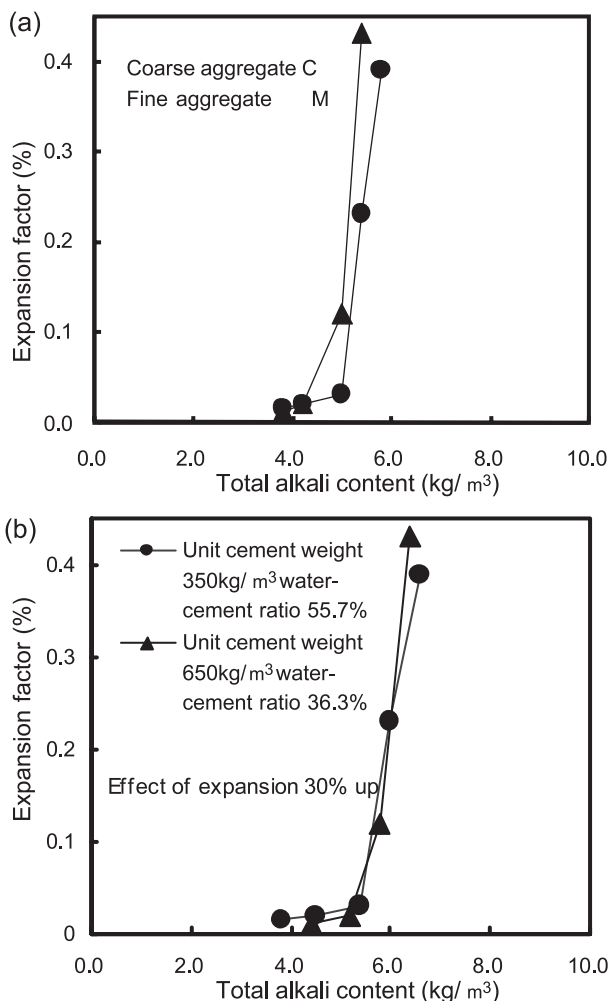 (a)
Coarse aggregate C
Fine aggregate M
Expansion factor (%)
0.4
0.3
0.2
0.1
0.0
0.0 2.0 4.0 6.0 8.0 10.0
Total alkali content (kg/ m³)
(b)
Unit cement weight
350kg/ m³ water-
cement ratio 55.7%
Unit cement weight
650kg/m³ water-
cement ratio 36.3%
Effect of expansion 30% up
Expansion factor (%)
0.4
0.3
0.2
0.1
0
0.0 2.0 4.0 6.0 8.0 10.0
Total alkali content (kg/ m³)